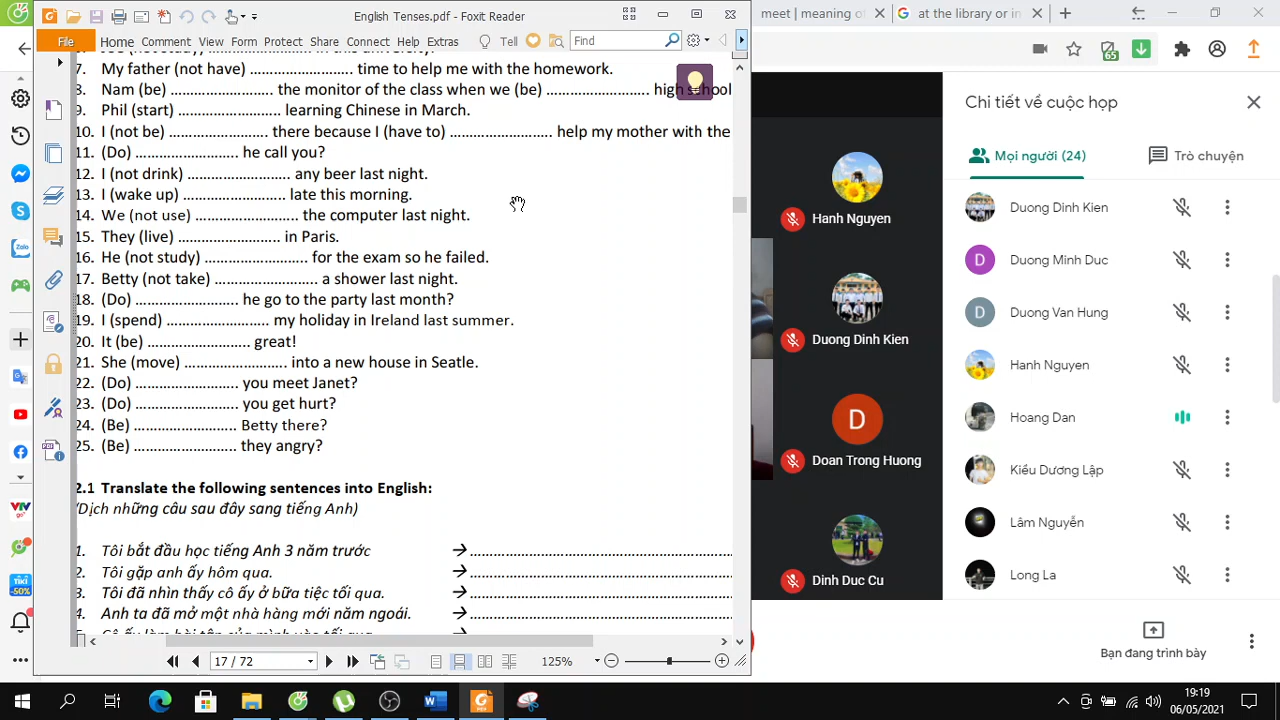 English Tenses.pdf - Foxit Reader
meet | meaning of
at the library or in
File Home Comment View Form Protect Share Connect Help Extras Tell Find
7. My father (not have) ........................ time to help me with the homework.
8. Nam (be) ........................ the monitor of the class when we (be) ........................ high school
9. Phil (start) ........................ learning Chinese in March.
10. I (not be) ........................ there because I (have to) ........................ help my mother with the
11. (Do) ........................ he call you?
12. I (not drink) ........................ any beer last night.
13. I (wake up) ........................ late this morning.
14. We (not use) ........................ the computer last night.
15. They (live) ........................ in Paris.
16. He (not study) ........................ for the exam so he failed.
17. Betty (not take) ........................ a shower last night.
18. (Do) ........................ he go to the party last month?
19. I (spend) ........................ my holiday in Ireland last summer.
20. It (be) ........................ great!
21. She (move) ........................ into a new house in Seatle.
22. (Do) ........................ you meet Janet?
23. (Do) ........................ you get hurt?
24. (Be) ........................ Betty there?
25. (Be) ........................ they angry?
2.1 Translate the following sentences into English:
(Dịch những câu sau đây sang tiếng Anh)
1. Tôi bắt đầu học tiếng Anh 3 năm trước → ........................
2. Tôi gặp anh ấy hôm qua. → ........................
3. Tôi đã nhìn thấy cô ấy ở bữa tiệc tối qua. → ........................
4. Anh ta đã mở một nhà hàng mới năm ngoái. → ........................
17 / 72
125%
Hanh Nguyen
Duong Dinh Kien
D
Doan Trong Huong
Dinh Duc Cu
65
Chi tiết về cuộc họp
Mọi người (24)
Trò chuyện
Duong Dinh Kien
D Duong Minh Duc
D Duong Van Hung
Hanh Nguyen
Hoang Dan
Kiều Dương Lập
Lâm Nguyễn
Long La
Bạn đang trình bày
Zalo
VTV
go
TIKI
-50%
19:19
06/05/2021